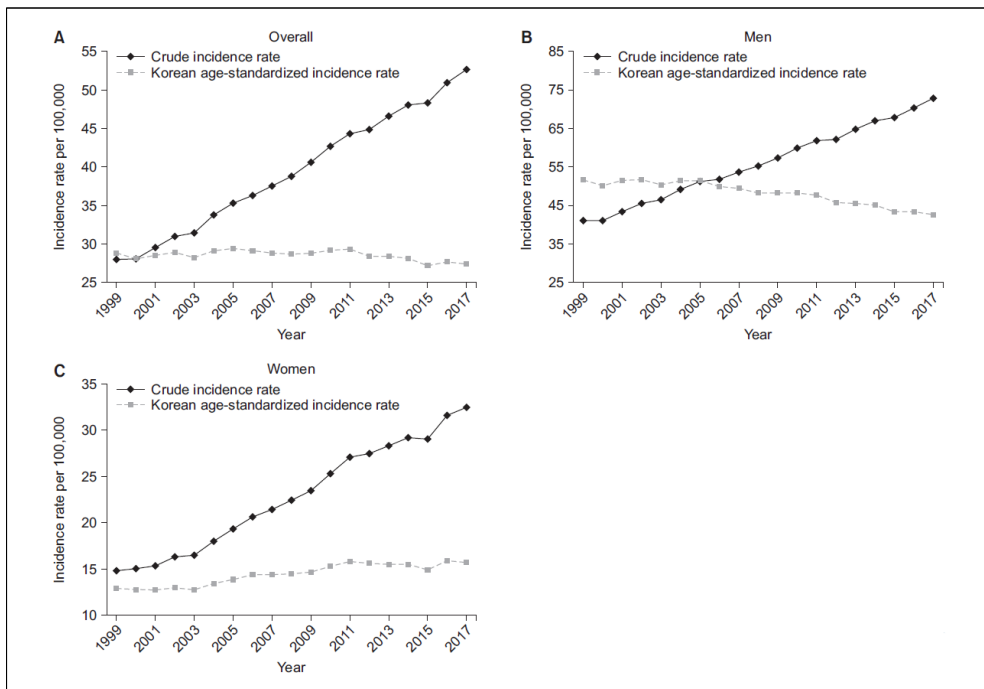 A
Overall
55
50
45
40
35
30
25
Crude incidence rate
Korean age-standardized incidence rate
Incidence rate per 100,000
1999
2001
2003
2005
2007
2009
2011
2013
2015
2017
Year
B
Men
85
75
65
55
45
35
25
Crude incidence rate
Korean age-standardized incidence rate
Incidence rate per 100,000
1999
2001
2003
2005
2007
2009
2011
2013
2015
2017
Year
C
Women
35
30
25
20
15
10
Crude incidence rate
Korean age-standardized incidence rate
Incidence rate per 100,000
1999
2001
2003
2005
2007
2009
2011
2013
2015
2017
Year